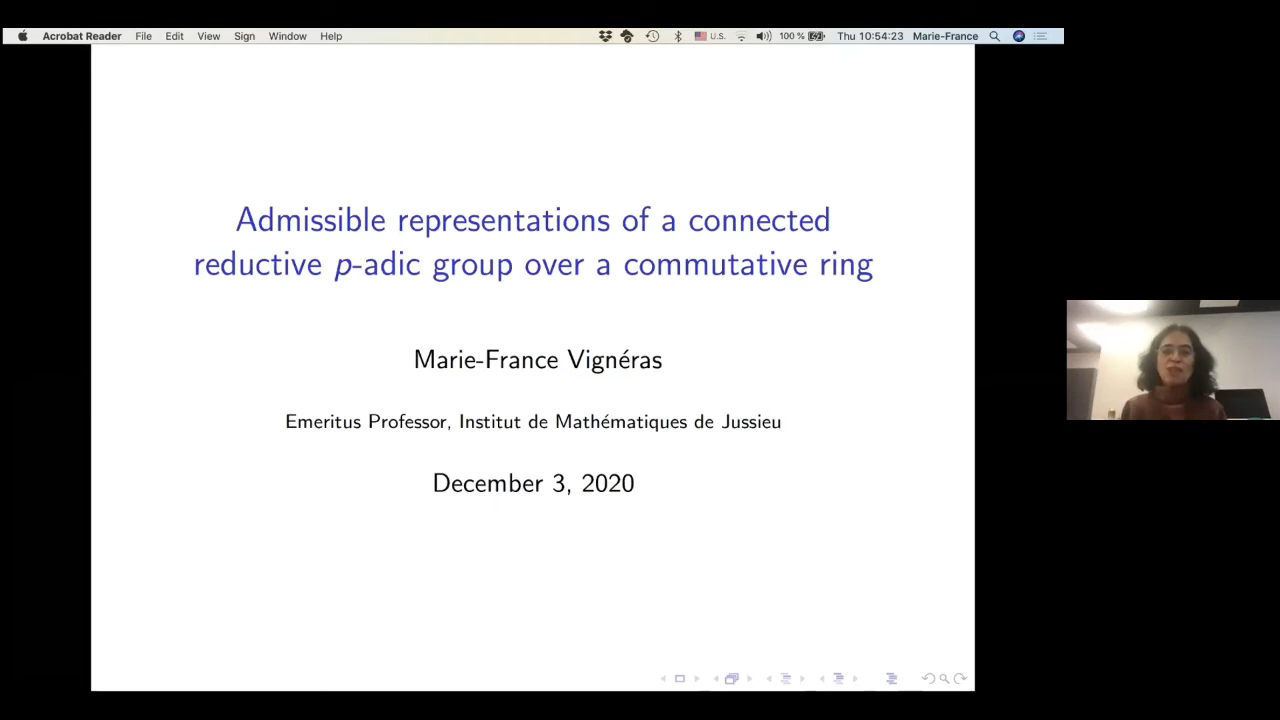 Acrobat Reader File Edit View Sign Window Help U.S. 100 % Thu 10:54:23 Marie-France
Admissible representations of a connected
reductive p-adic group over a commutative ring
Marie-France Vignéras
Emeritus Professor, Institut de Mathématiques de Jussieu
December 3, 2020